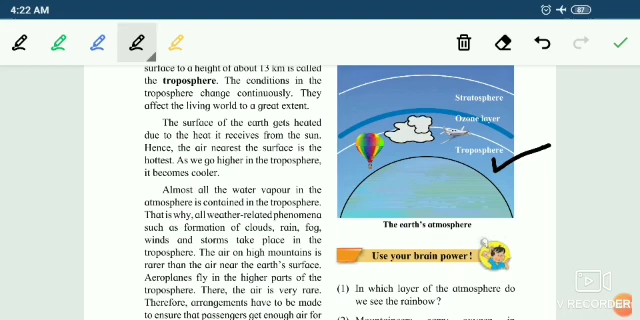 4:22 AM
87
surface to a height of about 13 km is called
the troposphere. The conditions in the
troposphere change continuously. They
affect the living world to a great extent.
The surface of the earth gets heated
due to the heat it receives from the sun.
Hence, the air nearest the surface is the
hottest. As we go higher in the troposphere,
it becomes cooler.
Almost all the water vapour in the
atmosphere is contained in the troposphere.
That is why, all weather-related phenomena
such as formation of clouds, rain, fog,
winds and storms take place in the
troposphere. The air on high mountains is
rarer than the air near the earth's surface.
Aeroplanes fly in the higher parts of the
troposphere. There, the air is very rare.
Therefore, arrangements have to be made
to ensure that passengers get enough air for
Stratosphere
Ozone layer
Troposphere
The earth's atmosphere
Use your brain power!
(1) In which layer of the atmosphere do
we see the rainbow?
(2) Mountaineers carry oxygen in
RECORDER